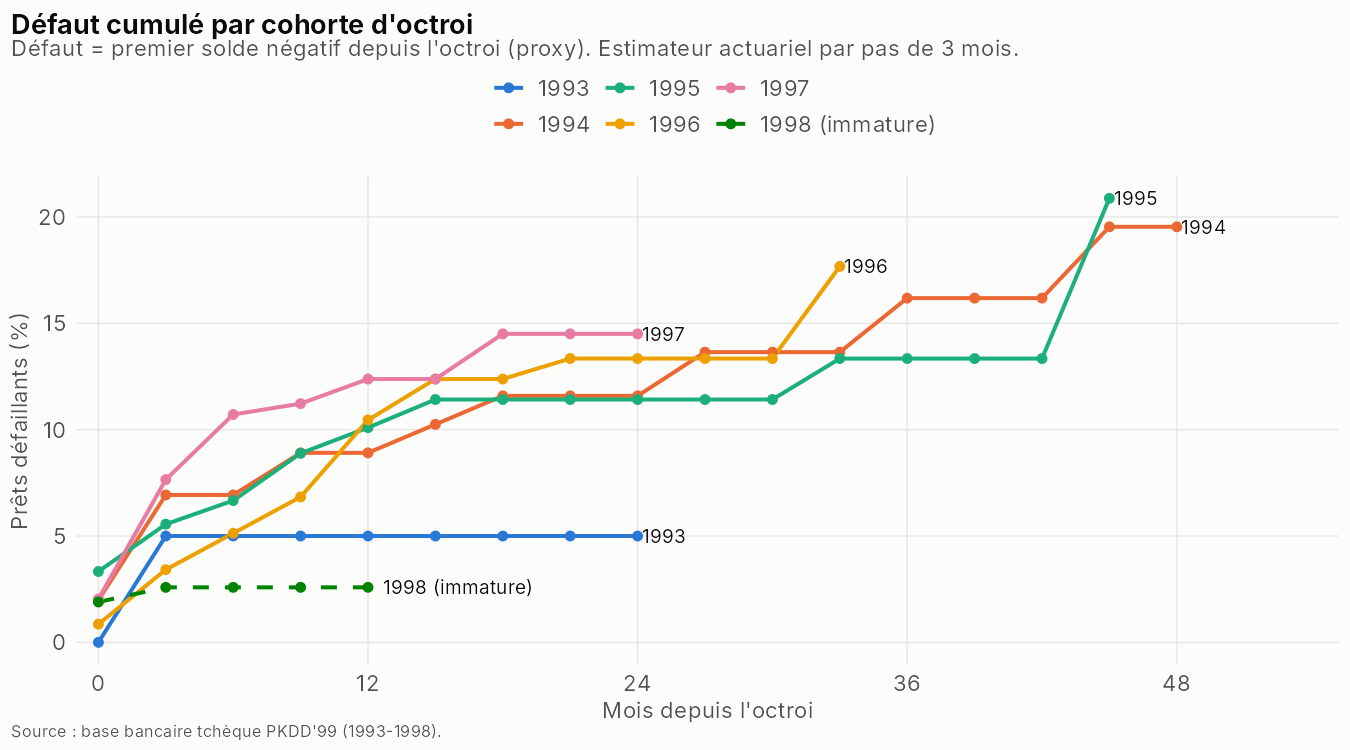 Défaut cumulé par cohorte d'octroi
Défaut = premier solde négatif depuis l'octroi (proxy). Estimateur actuariel par pas de 3 mois.
1993 1995 1997
1994 1996 1998 (immature)
Prêts défaillants (%)
20
15
10
5
0
1995
1994
1996
1997
1993
1998 (immature)
0 12 24 36 48
Mois depuis l'octroi
Source : base bancaire tchèque PKDD'99 (1993-1998).